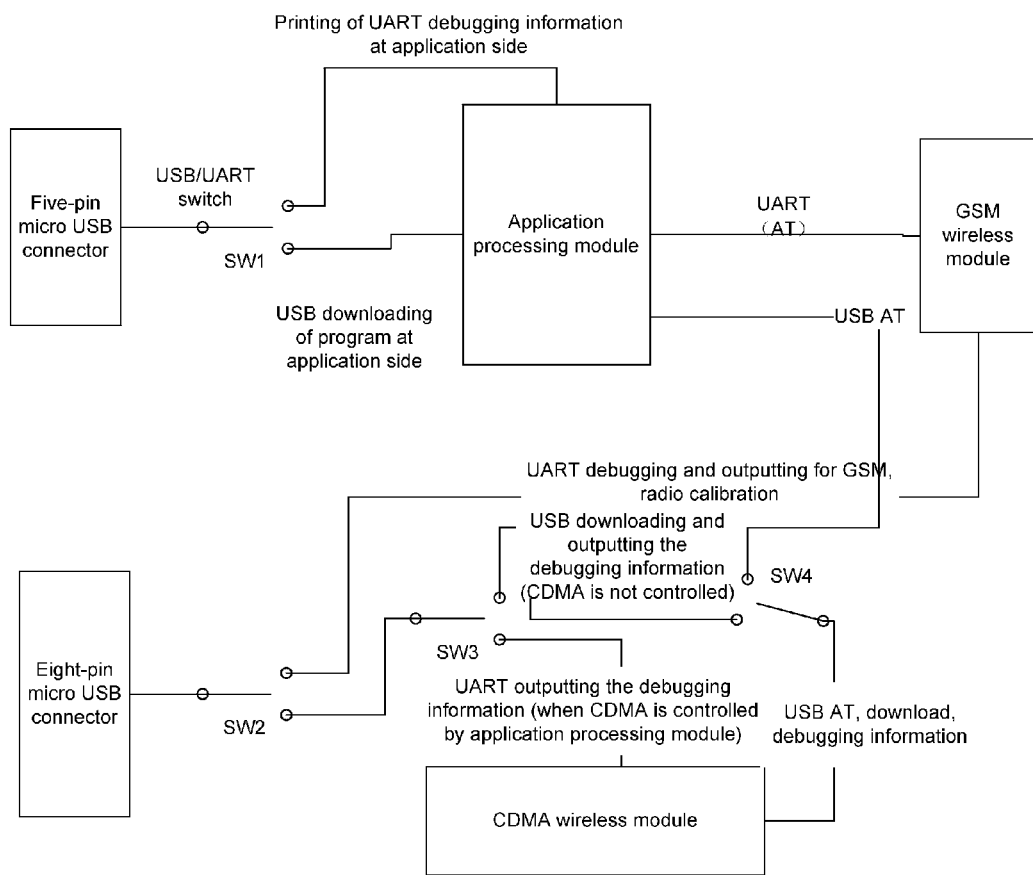 Printing of UART debugging information
at application side
Five-pin
micro USB
connector
USB/UART
switch
SW1
USB downloading
of program at
application side
Application
processing module
UART
(AT)
USB AT
GSM
wireless
module
UART debugging and outputting for GSM,
radio calibration
USB downloading and
outputting the
debugging information
(CDMA is not controlled)
SW4
SW3
Eight-pin
micro USB
connector
SW2
UART outputting the debugging
information (when CDMA is controlled
by application processing module)
USB AT, download,
debugging information
CDMA wireless module